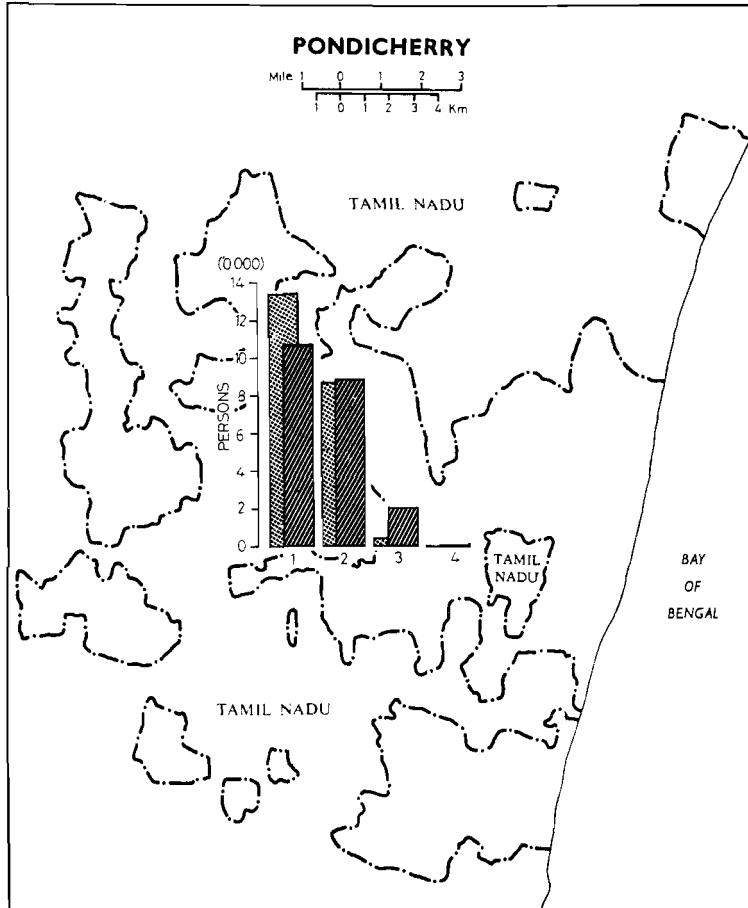 PONDICHERRY
Mile 1 0 1 2 3
1 0 1 2 3 4 Km
TAMIL NADU
(0 000)
14
12
10
8
6
4
2
0
PERSONS
1 2 3 4
TAMIL
NADU
BAY
OF
BENGAL
TAMIL NADU